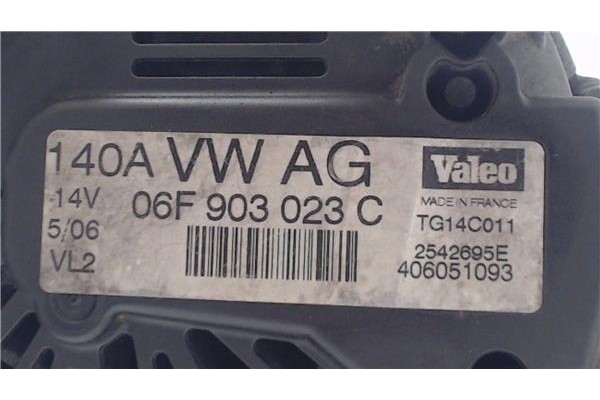 140A VW AG
14V
06F 903 023 C
5/06
VL2
Valeo
MADE IN FRANCE
TG14C011
2542695E
406051093